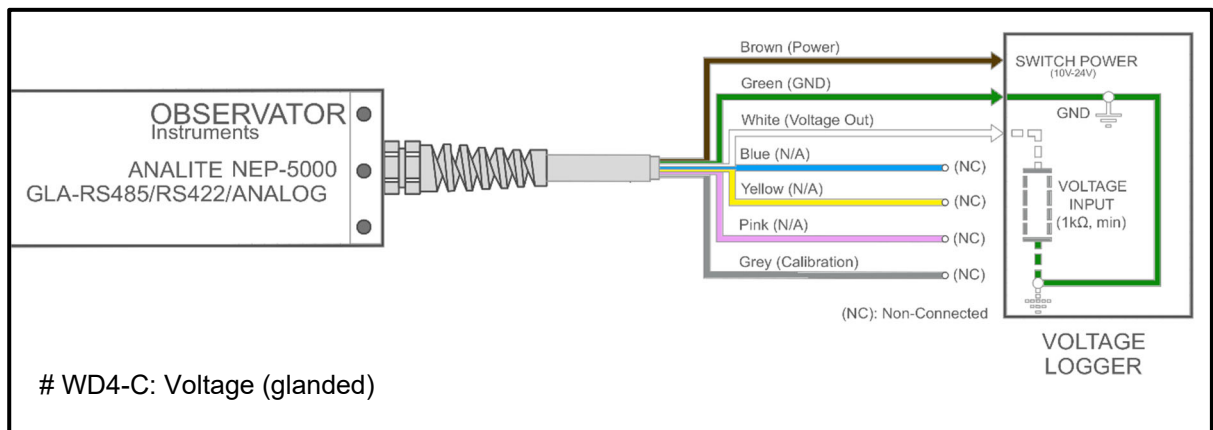 OBSERVATOR
Instruments
ANALITE NEP-5000
GLA-RS485/RS422/ANALOG
Brown (Power)
Green (GND)
White (Voltage Out)
Blue (N/A)
Yellow (N/A)
Pink (N/A)
Grey (Calibration)
(NC)
(NC)
(NC)
(NC)
(NC): Non-Connected
SWITCH POWER
(10V-24V)
GND
VOLTAGE
INPUT
(1kΩ, min)
VOLTAGE
LOGGER
# WD4-C: Voltage (glanded)